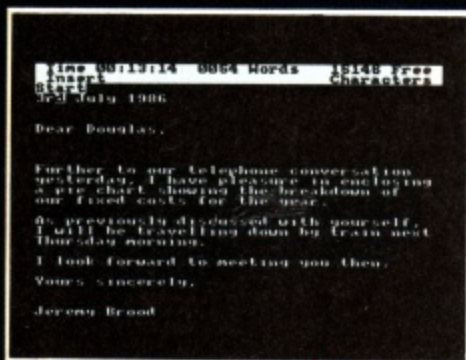 Time 00:13:14 0054 Words 15148 Free
Insert Characters
Start
3rd July 1986
Dear Douglas,
Further to our telephone conversation
yesterday, I have pleasure in enclosing
a pie chart showing the breakdown of
our fixed costs for the year.
As previously disdussed with yourself,
I will be travelling down by train next
Thursday morning.
I look forward to meeting you then.
Yours sincerely,
Jeremy Brood